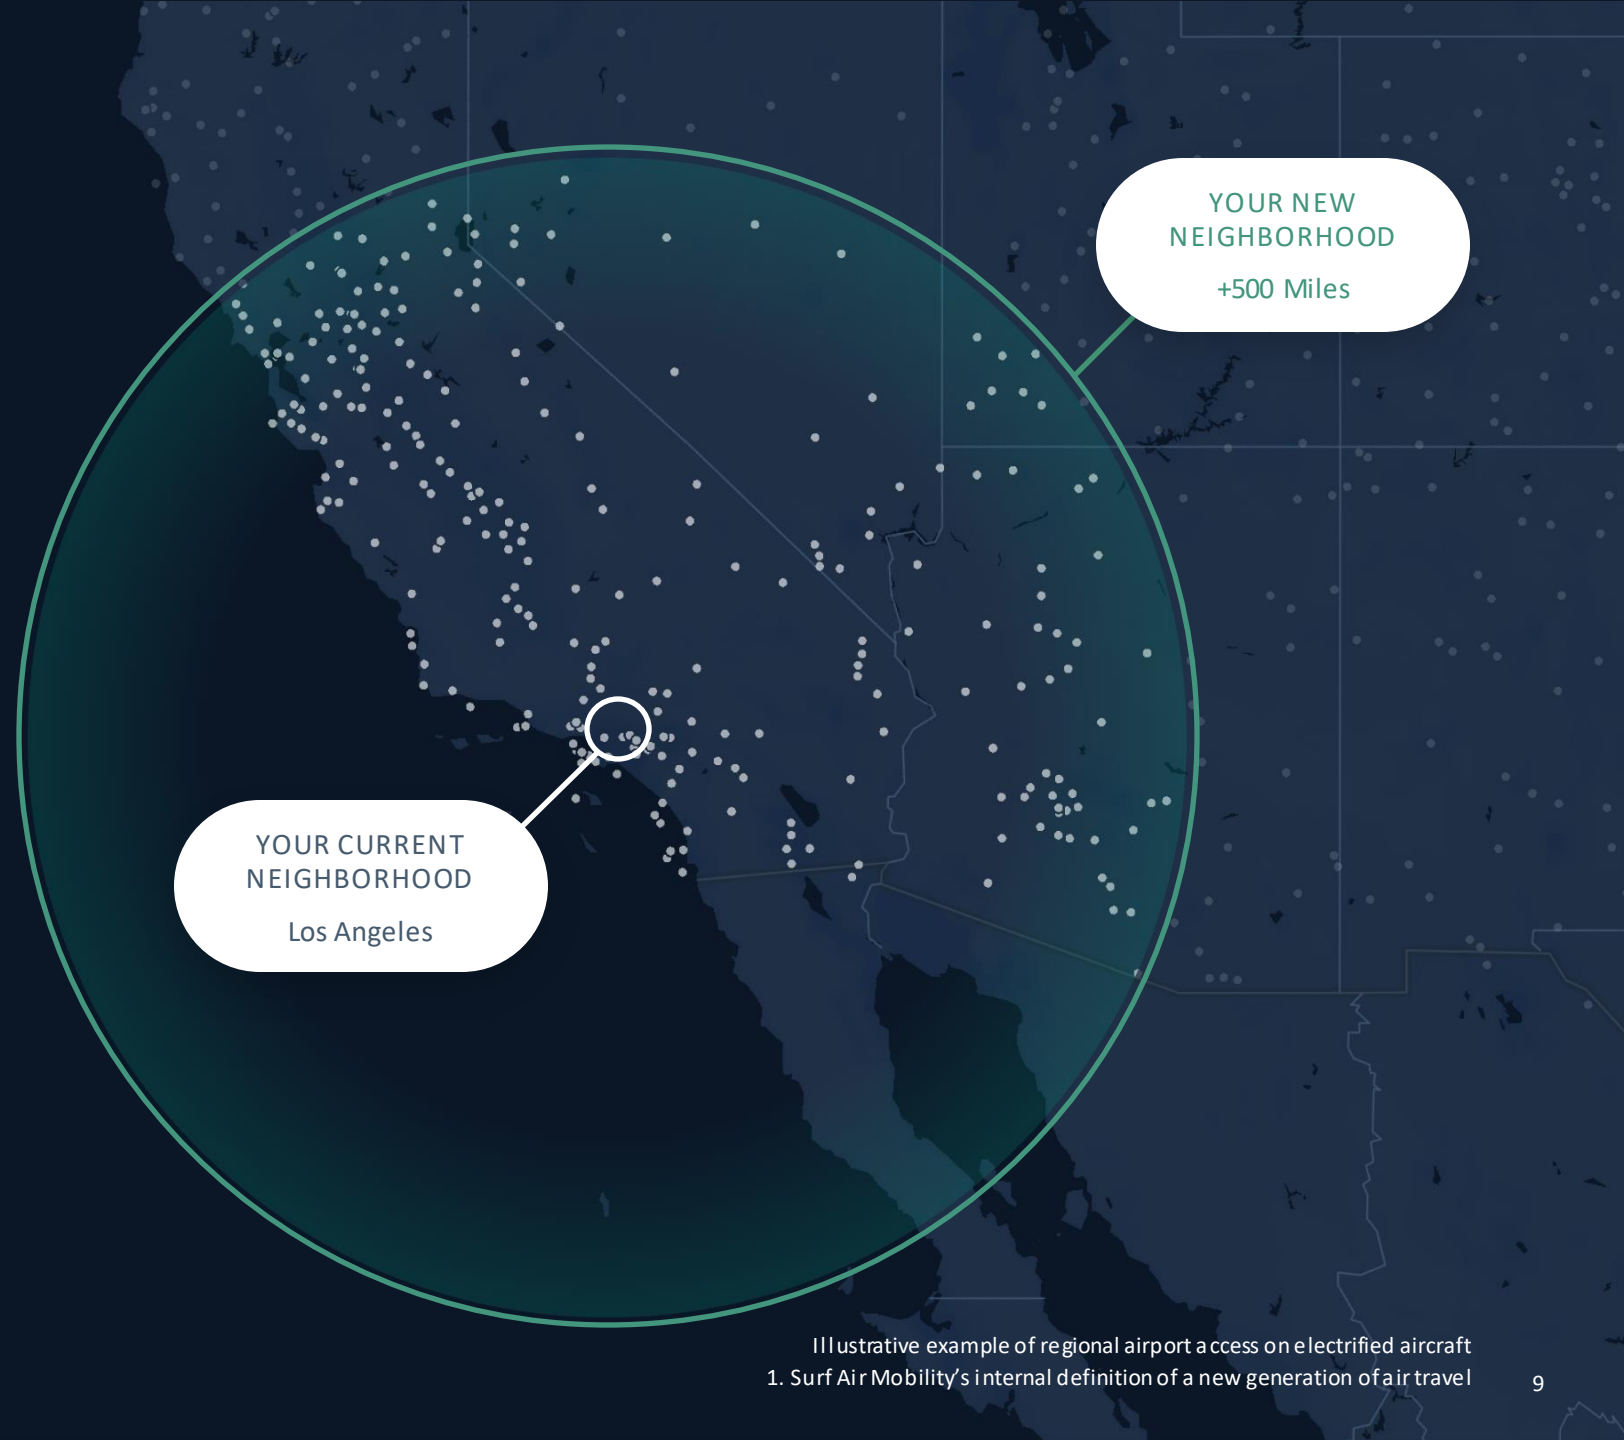 YOUR NEW
NEIGHBORHOOD
+500 Miles
YOUR CURRENT
NEIGHBORHOOD
Los Angeles
Illustrative example of regional airport access on electrified aircraft
1. Surf Air Mobility’s internal definition of a new generation of air travel
9